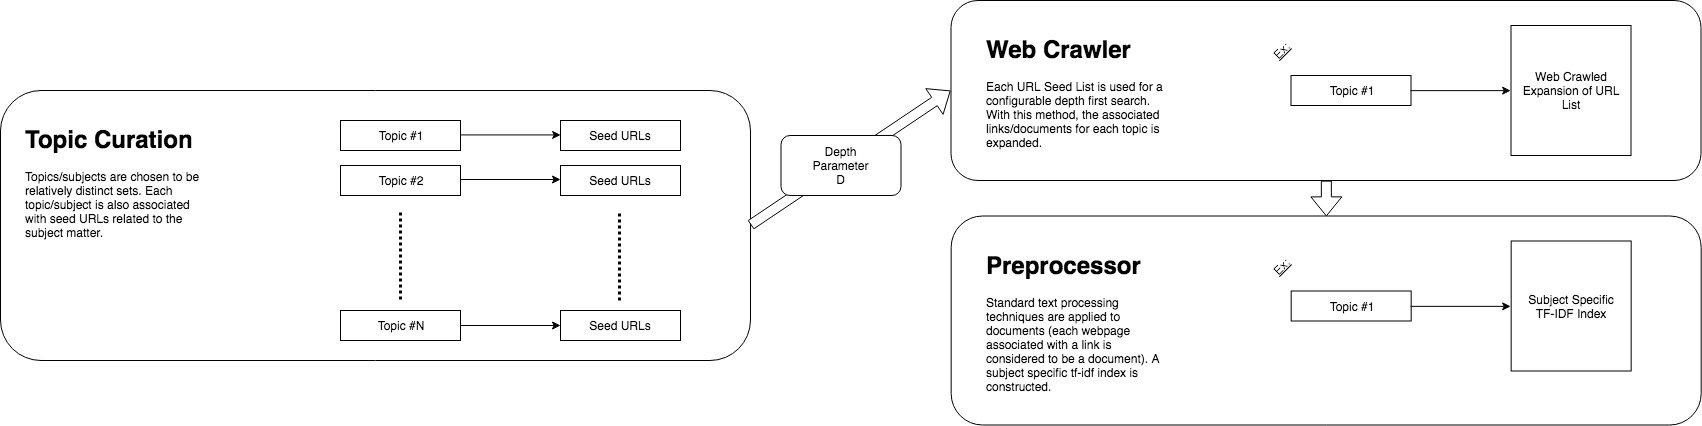 Topic Curation
Topics/subjects are chosen to be
relatively distinct sets. Each
topic/subject is also associated
with seed URLs related to the
subject matter.
Topic #1
Seed URLs
Topic #2
Seed URLs
Topic #N
Seed URLs
Depth
Parameter
D
Web Crawler
Each URL Seed List is used for a
configurable depth first search.
With this method, the associated
links/documents for each topic is
expanded.
Ex:
Topic #1
Web Crawled
Expansion of URL
List
Preprocessor
Standard text processing
techniques are applied to
documents (each webpage
associated with a link is
considered to be a document). A
subject specific tf-idf index is
constructed.
Ex:
Topic #1
Subject Specific
TF-IDF Index